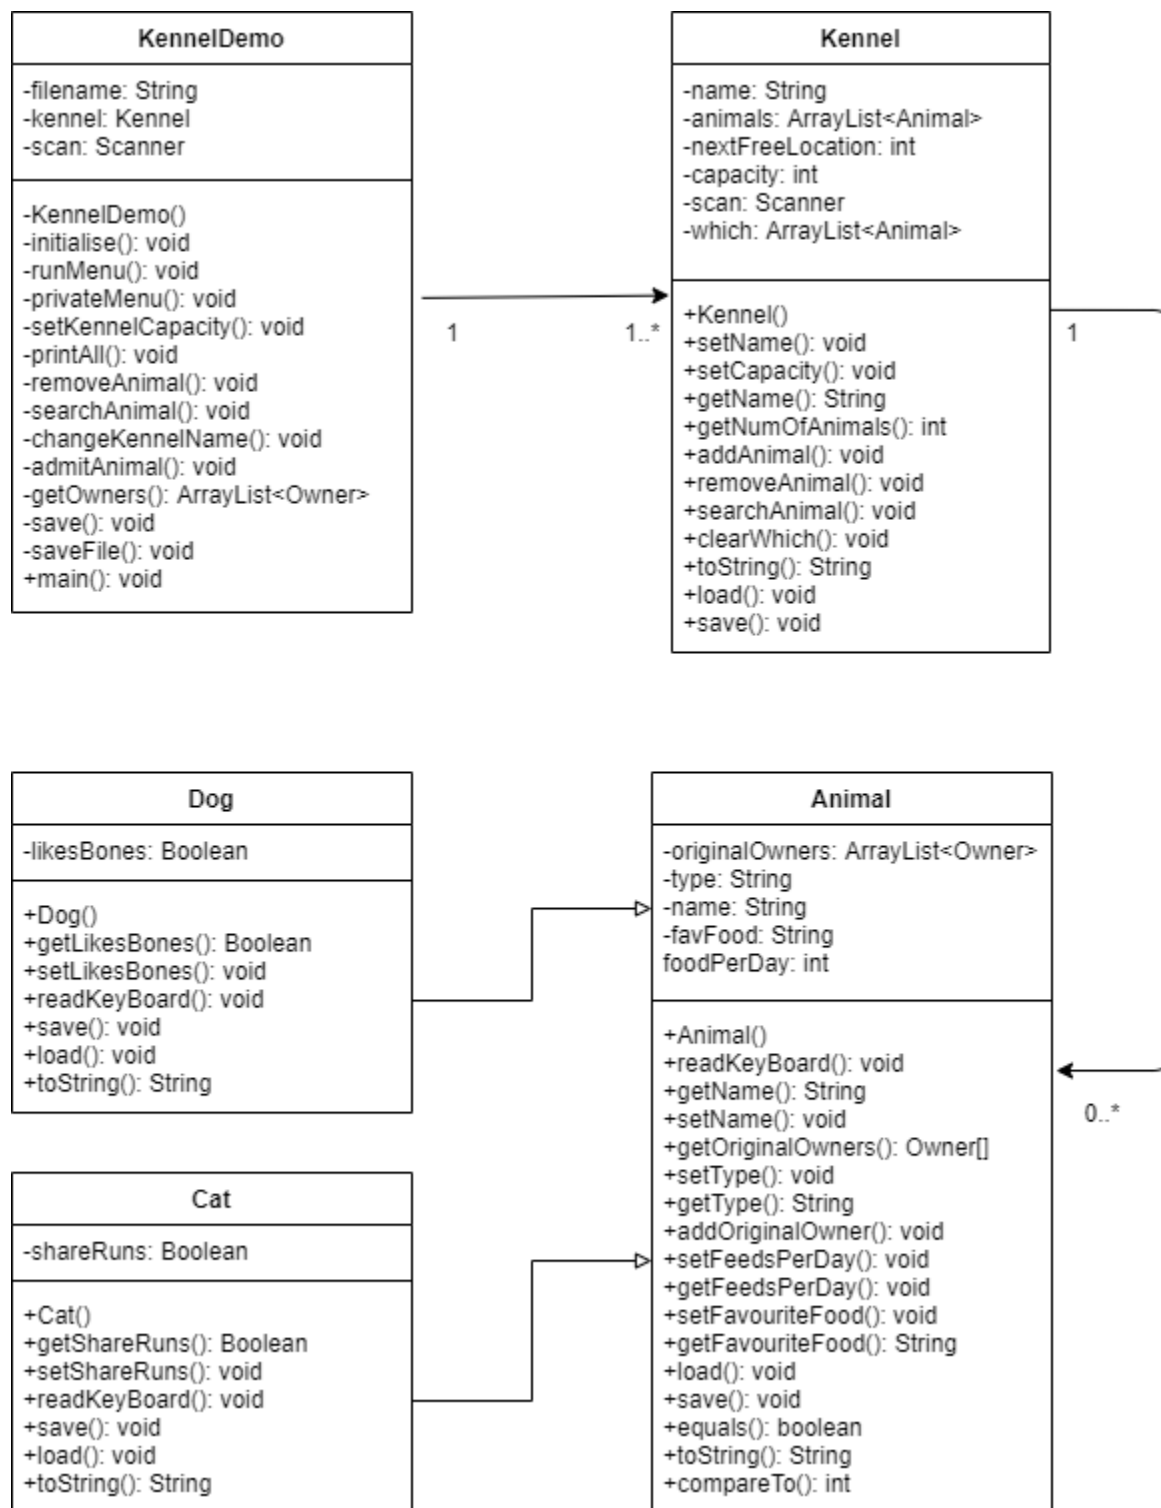 KennelDemo
-filename: String
-kennel: Kennel
-scan: Scanner
-KennelDemo()
-initialise(): void
-runMenu(): void
-privateMenu(): void
-setKennelCapacity(): void
-printAll(): void
-removeAnimal(): void
-searchAnimal(): void
-changeKennelName(): void
-admitAnimal(): void
-getOwners(): ArrayList<Owner>
-save(): void
-saveFile(): void
+main(): void
1
1..*
Kennel
-name: String
-animals: ArrayList<Animal>
-nextFreeLocation: int
-capacity: int
-scan: Scanner
-which: ArrayList<Animal>
+Kennel()
+setName(): void
+setCapacity(): void
+getName(): String
+getNumOfAnimals(): int
+addAnimal(): void
+removeAnimal(): void
+searchAnimal(): void
+clearWhich(): void
+toString(): String
+load(): void
+save(): void
1
Dog
-likesBones: Boolean
+Dog()
+getLikesBones(): Boolean
+setLikesBones(): void
+readKeyBoard(): void
+save(): void
+load(): void
+toString(): String
Cat
-shareRuns: Boolean
+Cat()
+getShareRuns(): Boolean
+setShareRuns(): void
+readKeyBoard(): void
+save(): void
+load(): void
+toString(): String
Animal
-originalOwners: ArrayList<Owner>
-type: String
-name: String
-favFood: String
foodPerDay: int
+Animal()
+readKeyBoard(): void
+getName(): String
+setName(): void
+getOriginalOwners(): Owner[]
+setType(): void
+getType(): String
+addOriginalOwner(): void
+setFeedsPerDay(): void
+getFeedsPerDay(): void
+setFavouriteFood(): void
+getFavouriteFood(): String
+load(): void
+save(): void
+equals(): boolean
+toString(): String
+compareTo(): int
0..*